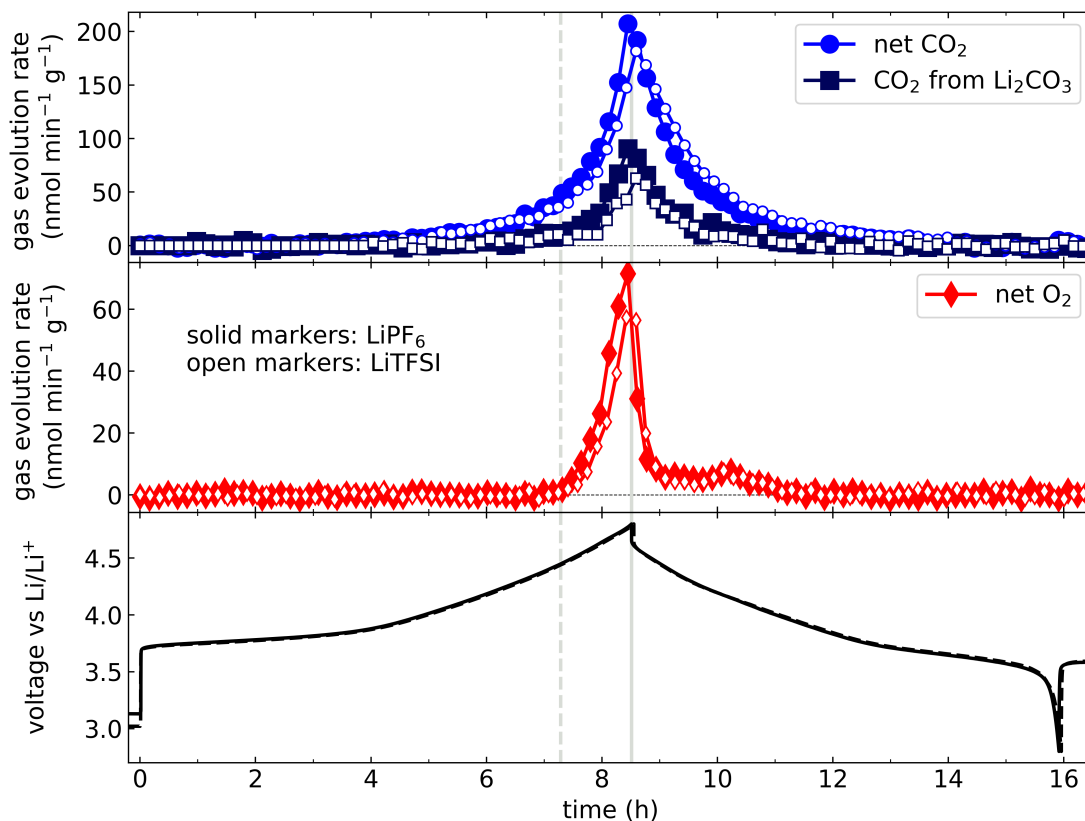 gas evolution rate
(nmol min⁻¹ g⁻¹)
200
150
100
50
0
net CO₂
CO₂ from Li₂CO₃
gas evolution rate
(nmol min⁻¹ g⁻¹)
60
40
20
0
net O₂
solid markers: LiPF₆
open markers: LiTFSI
voltage vs Li/Li⁺
4.5
4.0
3.5
3.0
0 2 4 6 8 10 12 14 16
time (h)